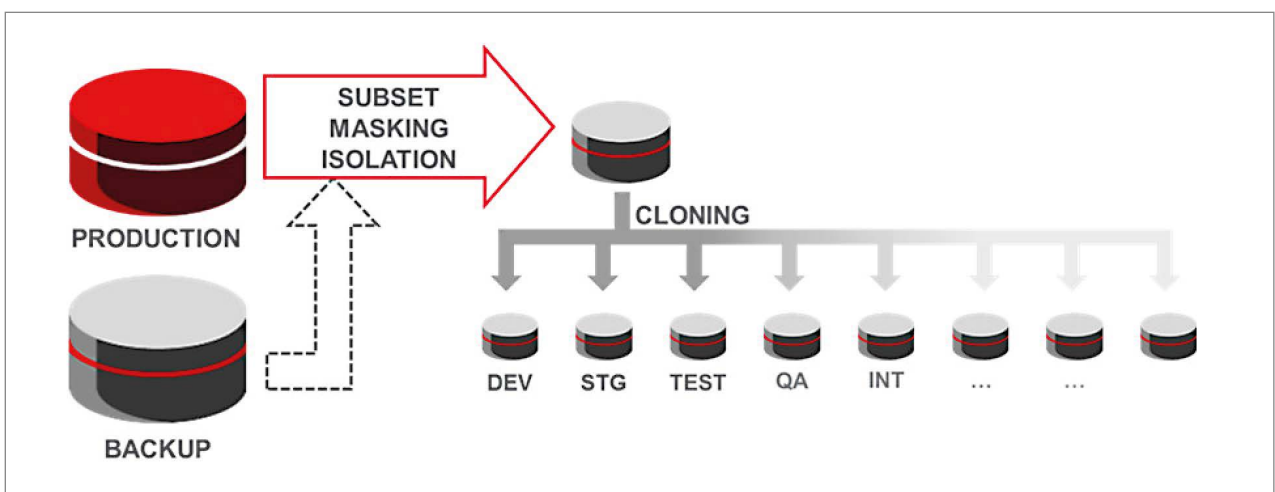 SUBSET
MASKING
ISOLATION
PRODUCTION
CLONING
DEV STG TEST QA INT ... ...
BACKUP